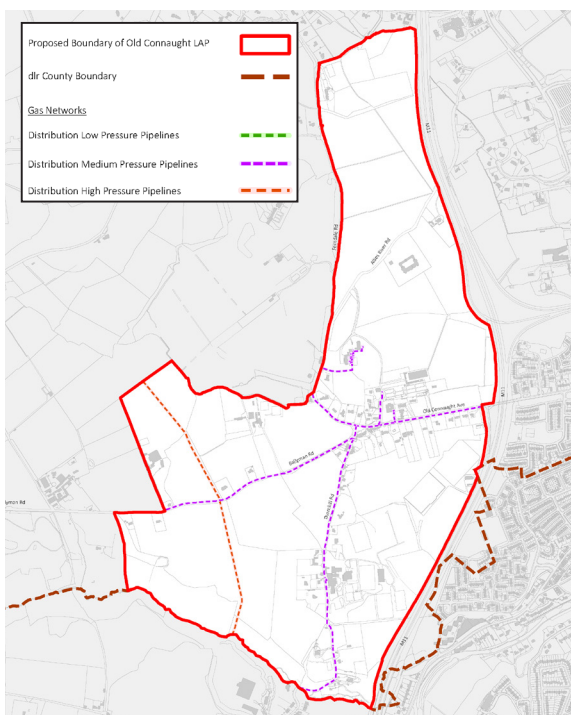 Proposed Boundary of Old Connaught LAP
dlr County Boundary
Gas Networks
Distribution Low Pressure Pipelines
Distribution Medium Pressure Pipelines
Distribution High Pressure Pipelines
M11
Ferndale Rd
Allies River Rd
M11
Old Connaught Ave
Ballyman Rd
Thornhill Rd
lyman Rd
M11